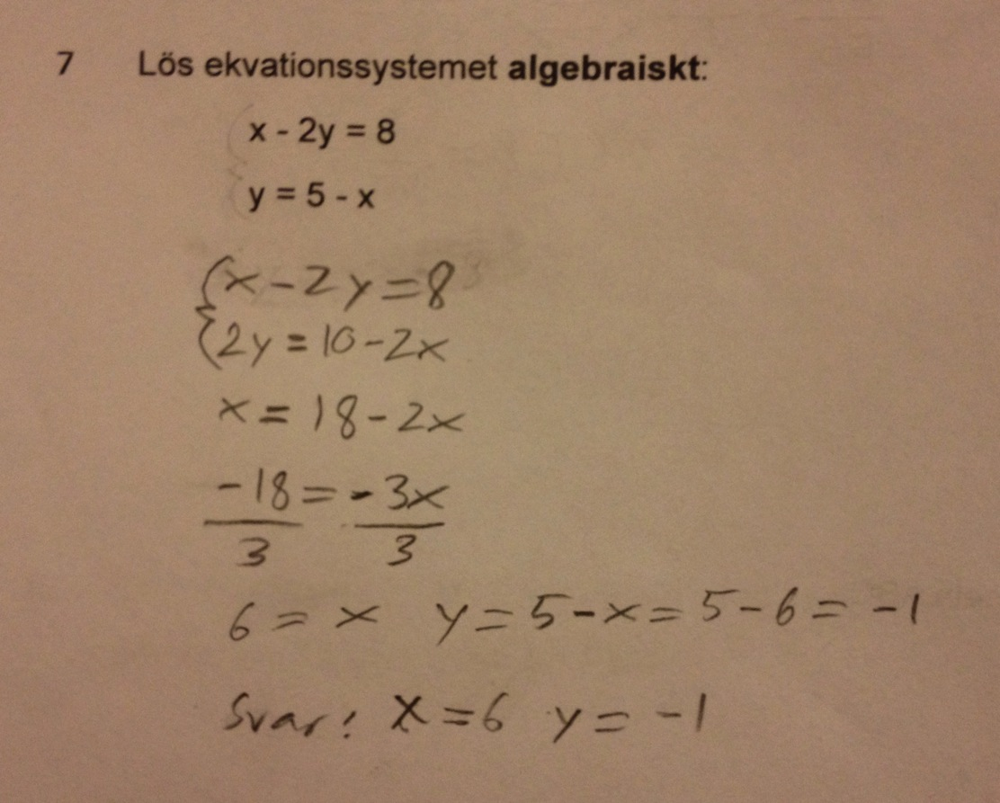 7 Lös ekvationssystemet algebraiskt:
x - 2y = 8
y = 5 - x
{x - 2y = 8
{2y = 10 - 2x
x = 18 - 2x
-18 = -3x
3 3
6 = x y = 5 - x = 5 - 6 = -1
Svar: x = 6 y = -1